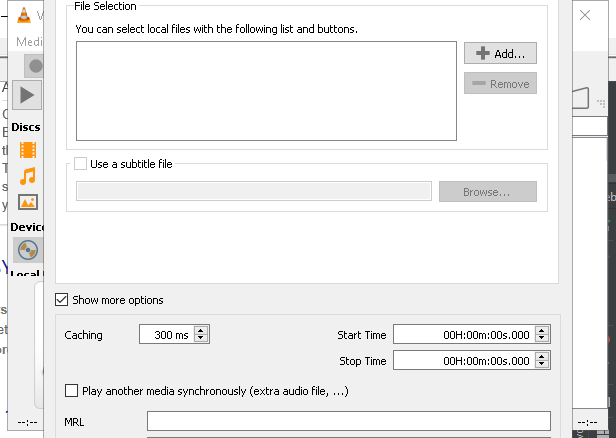 File Selection
You can select local files with the following list and buttons.
Add...
Remove
Use a subtitle file
Browse...
Show more options
Caching
300 ms
Start Time
00H:00m:00s.000
Stop Time
00H:00m:00s.000
Play another media synchronously (extra audio file, ...)
MRL
Medi
Discs
Device
Local
--:--
--:--